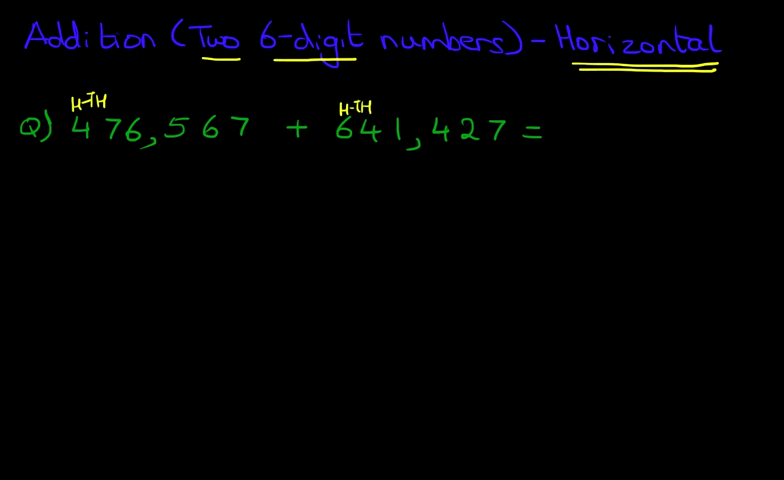 Addition (Two 6-digit numbers) - Horizontal
H-TH H-TH
Q) 476,567 + 641,427 =